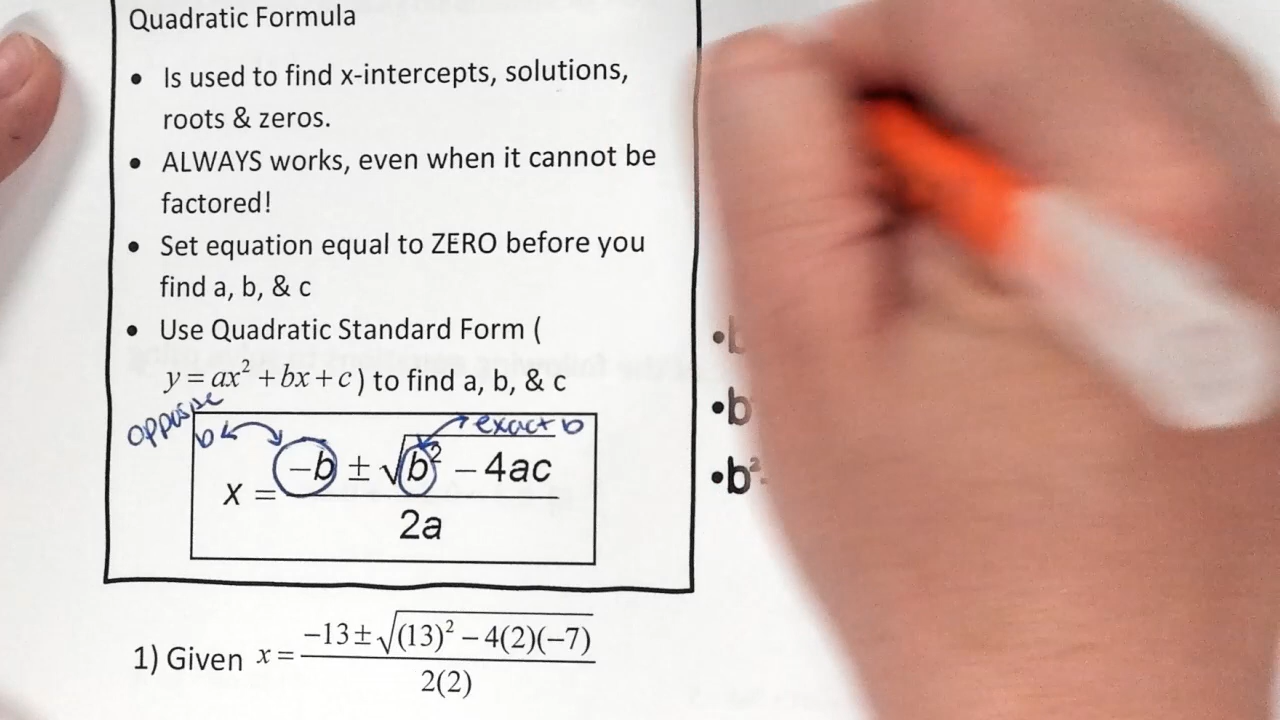 Quadratic Formula
• Is used to find x-intercepts, solutions,
roots & zeros.
• ALWAYS works, even when it cannot be
factored!
• Set equation equal to ZERO before you
find a, b, & c
• Use Quadratic Standard Form (
y = ax² + bx + c ) to find a, b, & c
opposite
b
exact b
x = (−b ± √(b² − 4ac)) / 2a
•b
•b²
1) Given x = (−13 ± √((13)² − 4(2)(−7))) / 2(2)